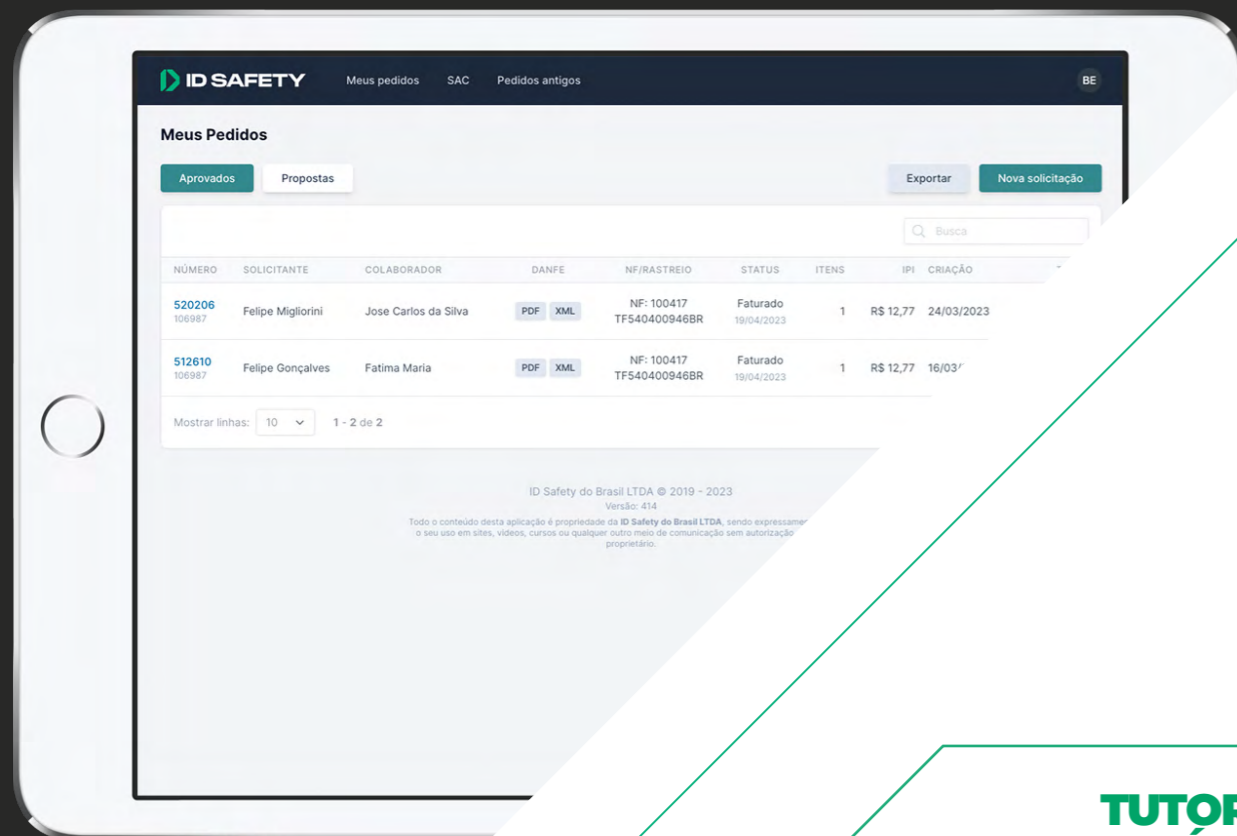 ID SAFETY Meus pedidos SAC Pedidos antigos BE
Meus Pedidos
Aprovados Propostas Exportar Nova solicitação
Busca
NÚMERO SOLICITANTE COLABORADOR DANFE NF/RASTREIO STATUS ITENS IPI CRIAÇÃO
520206 Felipe Migliorini Jose Carlos da Silva PDF XML NF: 100417 Faturado 1 R$ 12,77 24/03/2023
106987 TF540400946BR 19/04/2023
512610 Felipe Gonçalves Fatima Maria PDF XML NF: 100417 Faturado 1 R$ 12,77 16/03/
106987 TF540400946BR 19/04/2023
Mostrar linhas: 10 1 - 2 de 2
ID Safety do Brasil LTDA © 2019 - 2023
Versão: 414
Todo o conteúdo desta aplicação é propriedade da ID Safety do Brasil LTDA, sendo
o seu uso em sites, vídeos, cursos ou qualquer outro meio de comunicação sem autorização
proprietário.
TUTOR